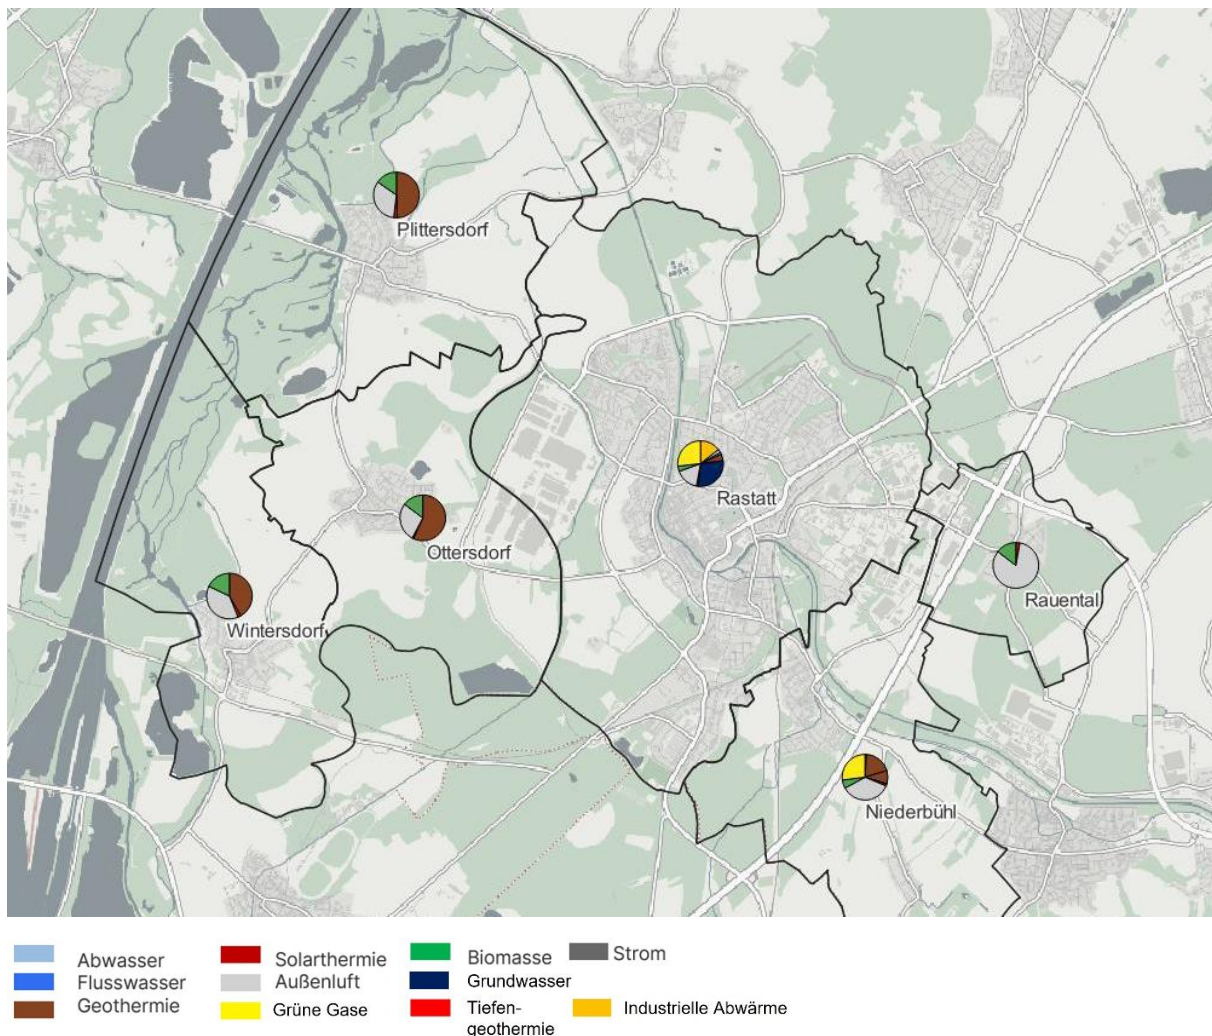 Plittersdorf
Rastatt
Ottersdorf
Rauental
Wintersdorf
Niederbühl
Abwasser
Solarthermie
Biomasse
Strom
Flusswasser
Außenluft
Grundwasser
Geothermie
Grüne Gase
Tiefen-
geothermie
Industrielle Abwärme